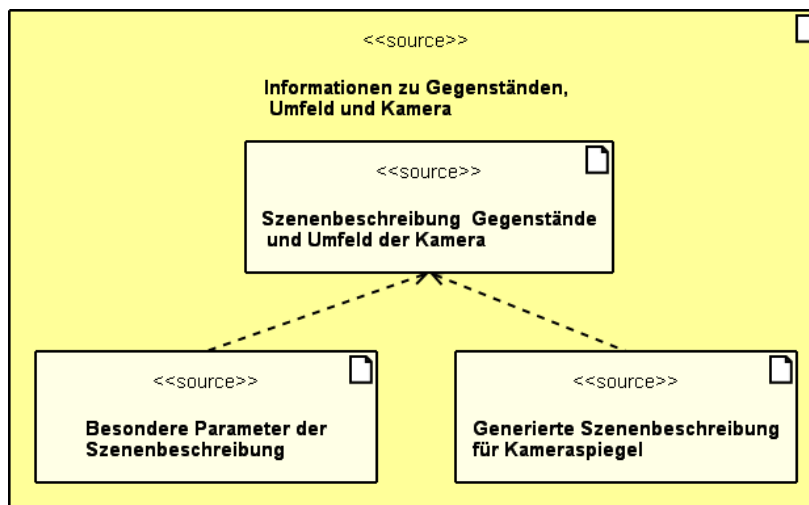 <<source>>
Informationen zu Gegenständen,
Umfeld und Kamera
<<source>>
Szenenbeschreibung Gegenstände
und Umfeld der Kamera
<<source>>
Besondere Parameter der
Szenenbeschreibung
<<source>>
Generierte Szenenbeschreibung
für Kameraspiegel